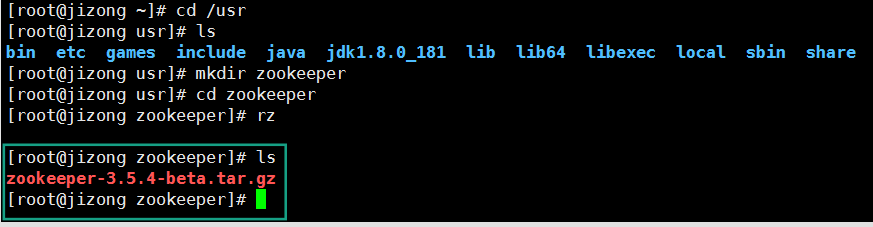 [root@jizong ~]# cd /usr
[root@jizong usr]# ls
bin etc games include java jdk1.8.0_181 lib lib64 libexec local sbin share
[root@jizong usr]# mkdir zookeeper
[root@jizong usr]# cd zookeeper
[root@jizong zookeeper]# rz
[root@jizong zookeeper]# ls
zookeeper-3.5.4-beta.tar.gz
[root@jizong zookeeper]#